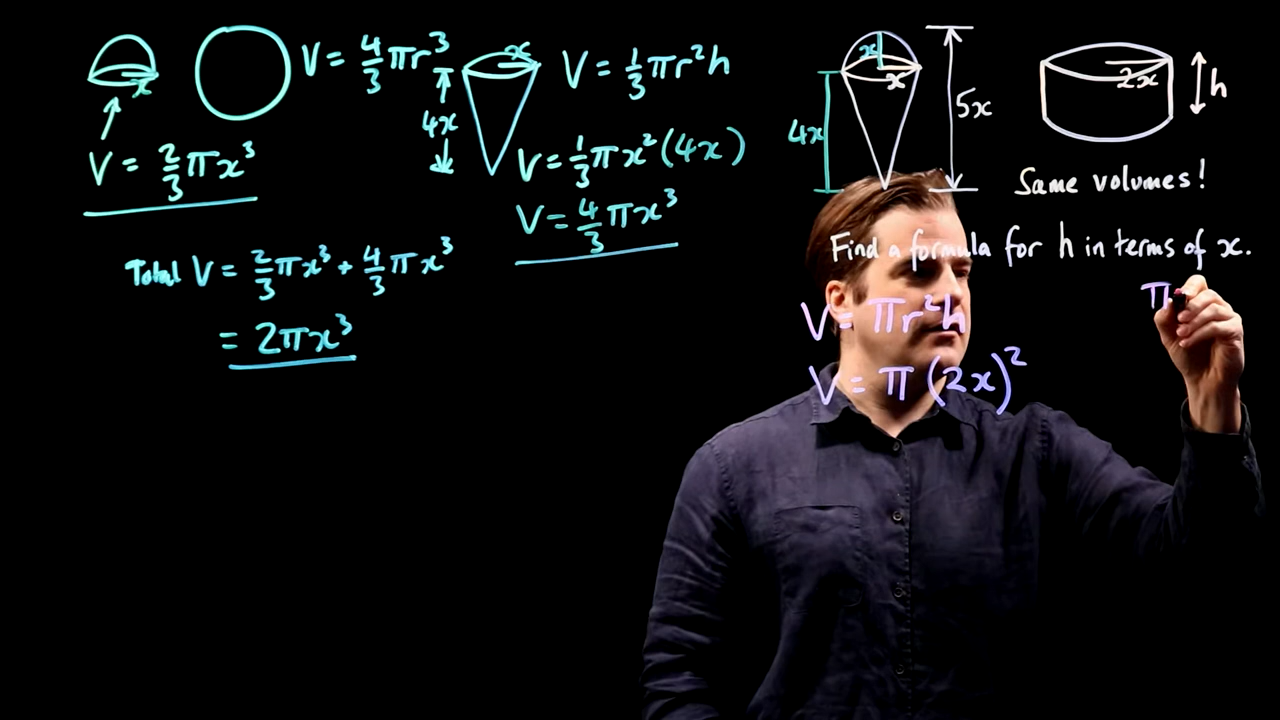 x
V = 4/3 πr³
V = 2/3 πx³
x
4x
V = 1/3 πr²h
V = 1/3 πx² (4x)
V = 4/3 πx³
Total V = 2/3 πx³ + 4/3 πx³
= 2πx³
x
x
4x
5x
2x
h
Same volumes!
Find a formula for h in terms of x.
V = πr²h
V = π (2x)²
π